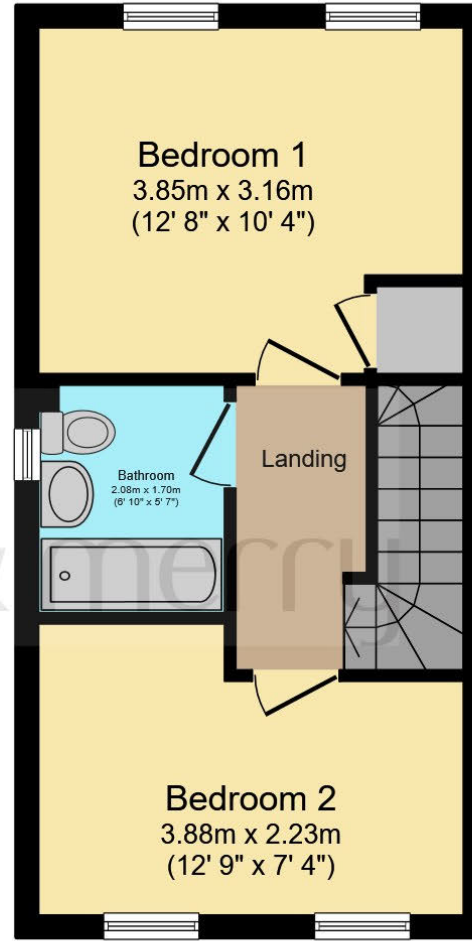 Bedroom 1
3.85m x 3.16m
(12' 8" x 10' 4")
Landing
Bathroom
2.08m x 1.70m
(6' 10" x 5' 7")
merry
Bedroom 2
3.88m x 2.23m
(12' 9" x 7' 4")